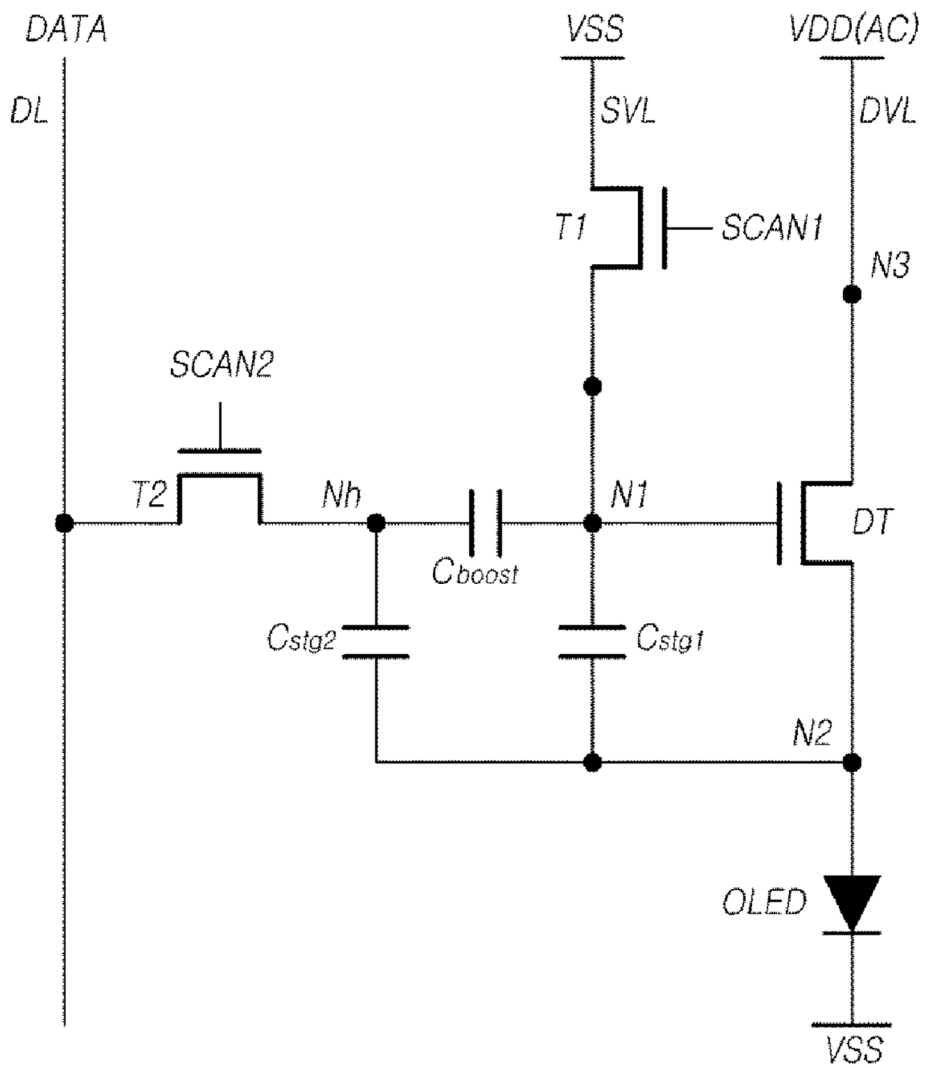 DATA
VSS
VDD(AC)
DL
SVL
DVL
T1
SCAN1
N3
SCAN2
T2
Nh
N1
DT
Cboost
Cstg2
Cstg1
N2
OLED
VSS